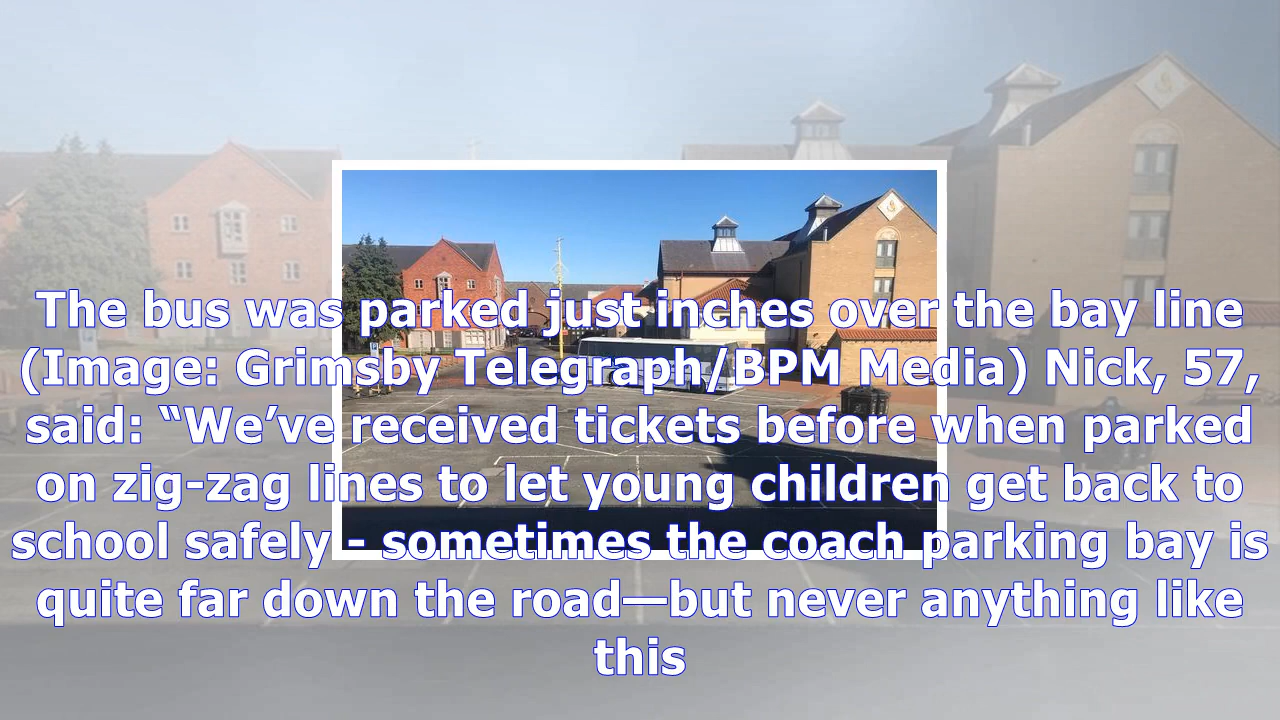 The bus was parked just inches over the bay line
(Image: Grimsby Telegraph/BPM Media) Nick, 57,
said: “We’ve received tickets before when parked
on zig-zag lines to let young children get back to
school safely - sometimes the coach parking bay is
quite far down the road—but never anything like
this